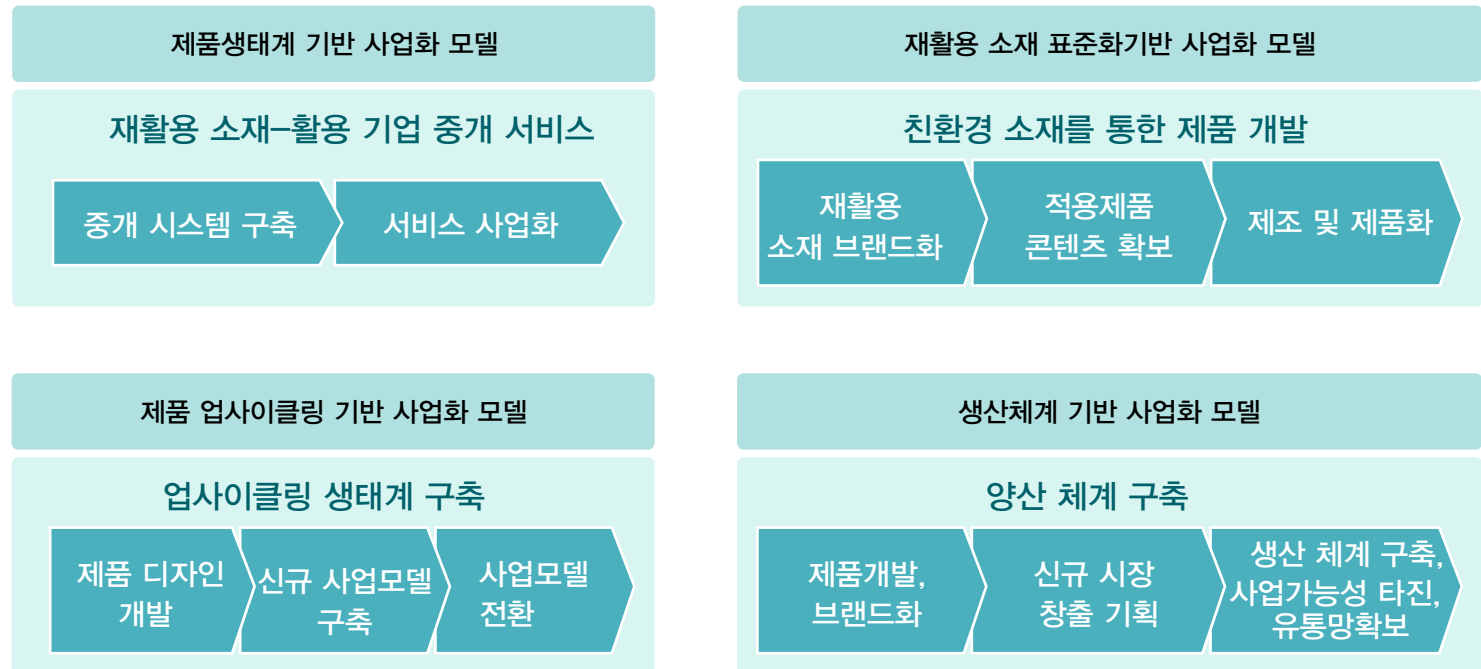 제품생태계 기반 사업화 모델
재활용 소재-활용 기업 중개 서비스
중개 시스템 구축
서비스 사업화
재활용 소재 표준화기반 사업화 모델
친환경 소재를 통한 제품 개발
재활용
소재 브랜드화
적용제품
콘텐츠 확보
제조 및 제품화
제품 업사이클링 기반 사업화 모델
업사이클링 생태계 구축
제품 디자인
개발
신규 사업모델
구축
사업모델
전환
생산체계 기반 사업화 모델
양산 체계 구축
제품개발,
브랜드화
신규 시장
창출 기획
생산 체계 구축,
사업가능성 타진,
유통망확보